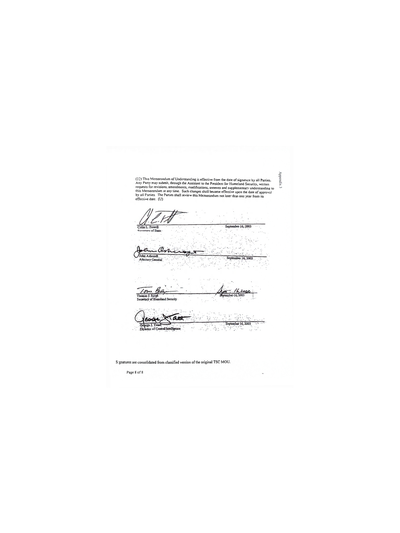 (22) This Memorandum of Understanding is effective from the date of signature by all Parties.
Any Party may submit, through the Assistant to the President for Homeland Security, written
requests for revisions, amendments, modifications, annexes and supplementary understandings to
this Memorandum at any time. Such changes shall become effective upon the date of approval
by all Parties. The Parties shall review this Memorandum not later than one year from its
effective date. (U)
Colin L. Powell
Secretary of State
September 16, 2003
John Ashcroft
Attorney General
September 16, 2003
Thomas J. Ridge
Secretary of Homeland Security
September 16, 2003
George J. Tenet
Director of Central Intelligence
September 16, 2003
Signatures are consolidated from classified version of the original TSC MOU.
Page 5 of 5